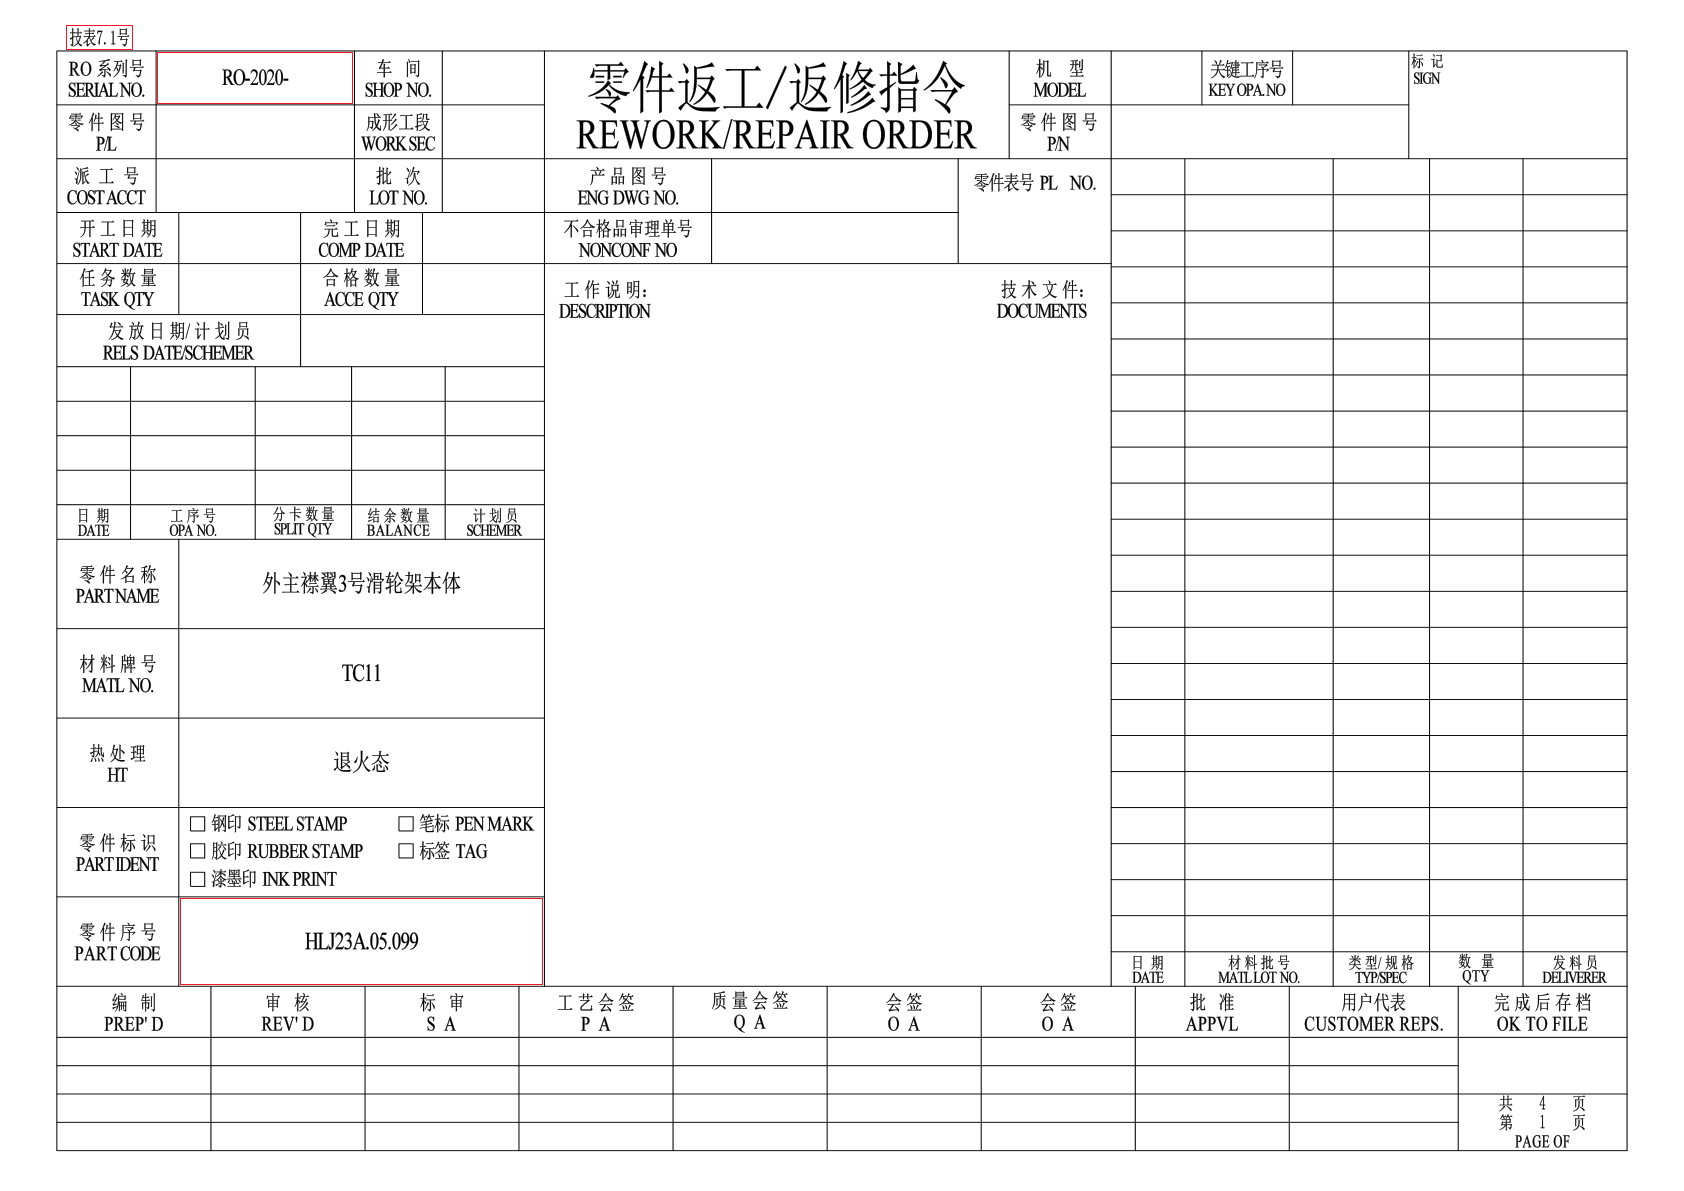 技表7.1号
RO 系列号
SERIAL NO.
RO-2020-
车 间
SHOP NO.
零件返工/返修指令
REWORK/REPAIR ORDER
机 型
MODEL
关键工序号
KEY OPA.NO
标 记
SIGN
零件图号
P/L
成形工段
WORK SEC
零件图号
P/N
派 工 号
COST ACCT
批 次
LOT NO.
产品图号
ENG DWG NO.
零件表号 PL NO.
开工日期
START DATE
完工日期
COMP DATE
不合格品审理单号
NONCONF NO
任务数量
TASK QTY
合格数量
ACCE QTY
工作说明:
DESCRIPTION
技术文件:
DOCUMENTS
发放日期/计划员
RELS DATE/SCHEMER
日 期
DATE
工序号
OPA NO.
分卡数量
SPLIT QTY
结余数量
BALANCE
计划员
SCHEMER
零件名称
PART NAME
外主襟翼3号滑轮架本体
材料牌号
MATL NO.
TC11
热处理
HT
退火态
零件标识
PART IDENT
□ 钢印 STEEL STAMP
□ 笔标 PEN MARK
□ 胶印 RUBBER STAMP
□ 标签 TAG
□ 漆墨印 INK PRINT
零件序号
PART CODE
HLJ23A.05.099
日 期
DATE
材料批号
MATL LOT NO.
类型/规格
TYP/SPEC
数 量
QTY
发料员
DELIVERER
编 制
PREP' D
审 核
REV' D
标 审
S A
工艺会签
P A
质量会签
Q A
会签
O A
会签
O A
批 准
APPVL
用户代表
CUSTOMER REPS.
完成后存档
OK TO FILE
共 4 页
第 1 页
PAGE OF